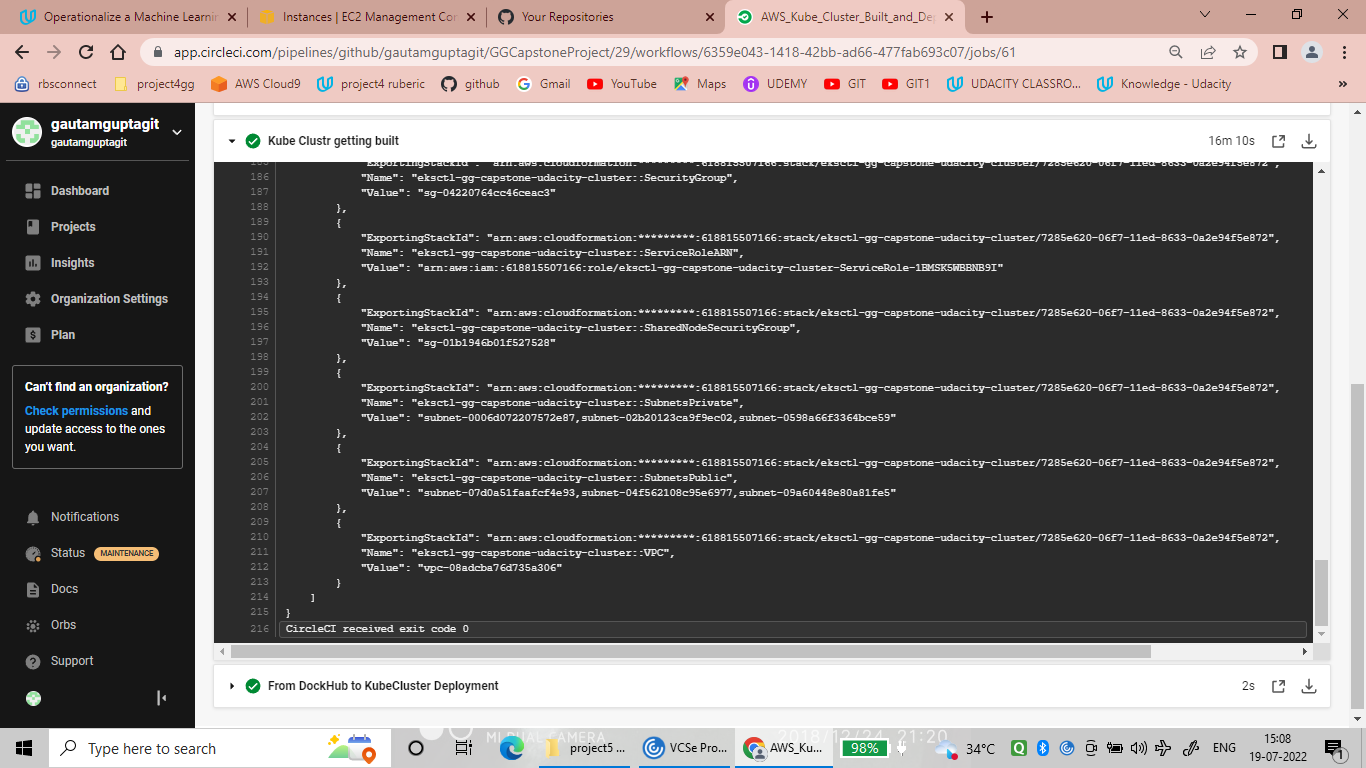 Operationalize a Machine Learnin
Instances | EC2 Management Con
Your Repositories
AWS_Kube_Cluster_Built_and_De
app.circleci.com/pipelines/github/gautamguptagit/GGCapstoneProject/29/workflows/6359e043-1418-42bb-ad66-477fab693c07/jobs/61
rbsconnect
project4gg
AWS Cloud9
project4 ruberic
github
Gmail
YouTube
Maps
UDEMY
GIT
GIT1
UDACITY CLASSRO...
Knowledge - Udacity
»
gautamguptagit
gautamguptagit
Dashboard
Projects
Insights
Organization Settings
Plan
Can't find an organization?
Check permissions and
update access to the ones
you want.
Notifications
Status MAINTENANCE
Docs
Orbs
Support
Kube Clustr getting built
16m 10s
185 "ExportingStackId": "arn:aws:cloudformation:*********:618815507166:stack/eksctl-gg-capstone-udacity-cluster/7285e620-06f7-11ed-8633-0a2e94f5e872",
186 "Name": "eksctl-gg-capstone-udacity-cluster::SecurityGroup",
187 "Value": "sg-04220764cc46ceac3"
188 },
189 {
190 "ExportingStackId": "arn:aws:cloudformation:*********:618815507166:stack/eksctl-gg-capstone-udacity-cluster/7285e620-06f7-11ed-8633-0a2e94f5e872",
191 "Name": "eksctl-gg-capstone-udacity-cluster::ServiceRoleARN",
192 "Value": "arn:aws:iam::618815507166:role/eksctl-gg-capstone-udacity-cluster-ServiceRole-1BMSK5WBBNB9I"
193 },
194 {
195 "ExportingStackId": "arn:aws:cloudformation:*********:618815507166:stack/eksctl-gg-capstone-udacity-cluster/7285e620-06f7-11ed-8633-0a2e94f5e872",
196 "Name": "eksctl-gg-capstone-udacity-cluster::SharedNodeSecurityGroup",
197 "Value": "sg-01b1946b01f527528"
198 },
199 {
200 "ExportingStackId": "arn:aws:cloudformation:*********:618815507166:stack/eksctl-gg-capstone-udacity-cluster/7285e620-06f7-11ed-8633-0a2e94f5e872",
201 "Name": "eksctl-gg-capstone-udacity-cluster::SubnetsPrivate",
202 "Value": "subnet-0006d072207572e87,subnet-02b20123ca9f9ec02,subnet-0598a66f3364bce59"
203 },
204 {
205 "ExportingStackId": "arn:aws:cloudformation:*********:618815507166:stack/eksctl-gg-capstone-udacity-cluster/7285e620-06f7-11ed-8633-0a2e94f5e872",
206 "Name": "eksctl-gg-capstone-udacity-cluster::SubnetsPublic",
207 "Value": "subnet-07d0a51faafcf4e93,subnet-04f562108c95e6977,subnet-09a60448e80a81fe5"
208 },
209 {
210 "ExportingStackId": "arn:aws:cloudformation:*********:618815507166:stack/eksctl-gg-capstone-udacity-cluster/7285e620-06f7-11ed-8633-0a2e94f5e872",
211 "Name": "eksctl-gg-capstone-udacity-cluster::VPC",
212 "Value": "vpc-08adcba76d735a306"
213 }
214 ]
215 }
216 CircleCI received exit code 0
From DockHub to KubeCluster Deployment
2s
MI DUAL CAMERA
2018/12/24 21:20
Type here to search
project5 ...
VCSe Pro...
AWS_Ku...
98%
34°C
ENG
15:08
19-07-2022
1